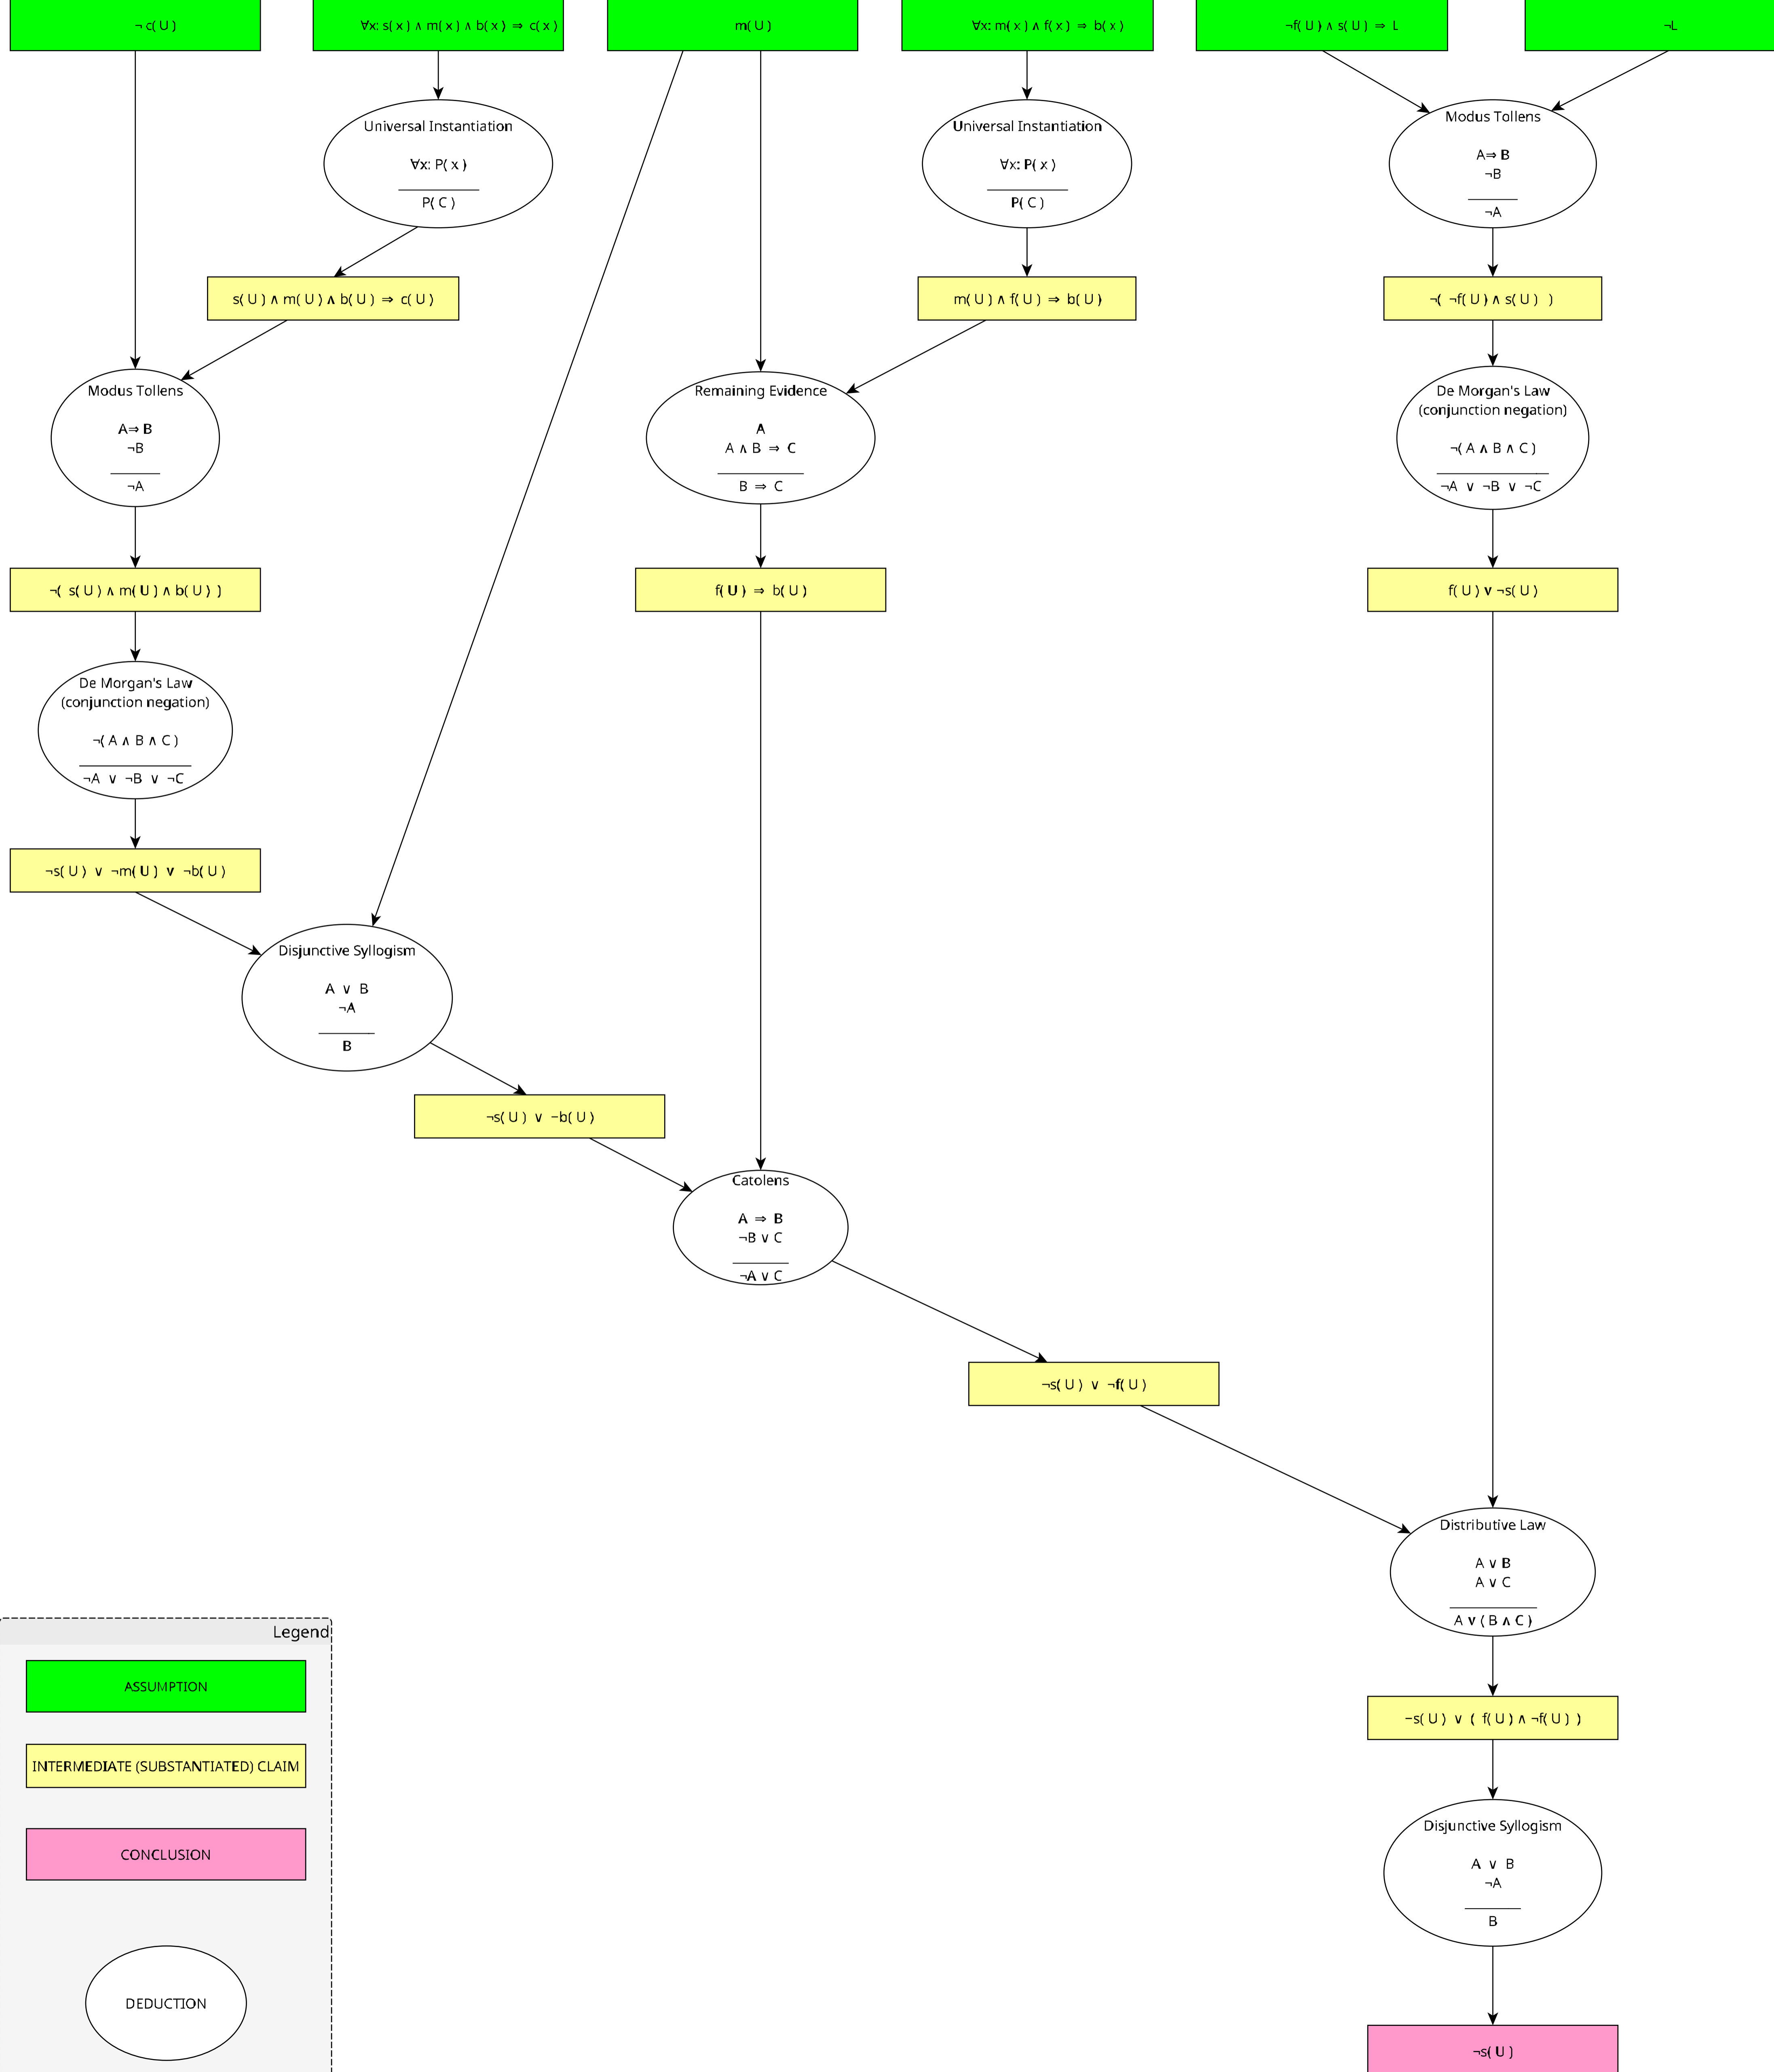 ¬ c( U )
∀x: s( x ) ∧ m( x ) ∧ b( x ) ⇒ c( x )
m( U )
∀x: m( x ) ∧ f( x ) ⇒ b( x )
¬f( U ) ∧ s( U ) ⇒ L
¬L
Universal Instantiation
∀x: P( x )
P( C )
Universal Instantiation
∀x: P( x )
P( C )
Modus Tollens
A⇒ B
¬B
¬A
s( U ) ∧ m( U ) ∧ b( U ) ⇒ c( U )
m( U ) ∧ f( U ) ⇒ b( U )
¬( ¬f( U ) ∧ s( U ) )
Modus Tollens
A⇒ B
¬B
¬A
Remaining Evidence
A
A ∧ B ⇒ C
B ⇒ C
De Morgan's Law
(conjunction negation)
¬( A ∧ B ∧ C )
¬A ∨ ¬B ∨ ¬C
¬( s( U ) ∧ m( U ) ∧ b( U ) )
f( U ) ⇒ b( U )
f( U ) ∨ ¬s( U )
De Morgan's Law
(conjunction negation)
¬( A ∧ B ∧ C )
¬A ∨ ¬B ∨ ¬C
¬s( U ) ∨ ¬m( U ) ∨ ¬b( U )
Disjunctive Syllogism
A ∨ B
¬A
B
¬s( U ) ∨ ¬b( U )
Catolens
A ⇒ B
¬B ∨ C
¬A ∨ C
¬s( U ) ∨ ¬f( U )
Distributive Law
A ∨ B
A ∨ C
A ∨ ( B ∧ C )
¬s( U ) ∨ ( f( U ) ∧ ¬f( U ) )
Disjunctive Syllogism
A ∨ B
¬A
B
¬s( U )
Legend
ASSUMPTION
INTERMEDIATE (SUBSTANTIATED) CLAIM
CONCLUSION
DEDUCTION